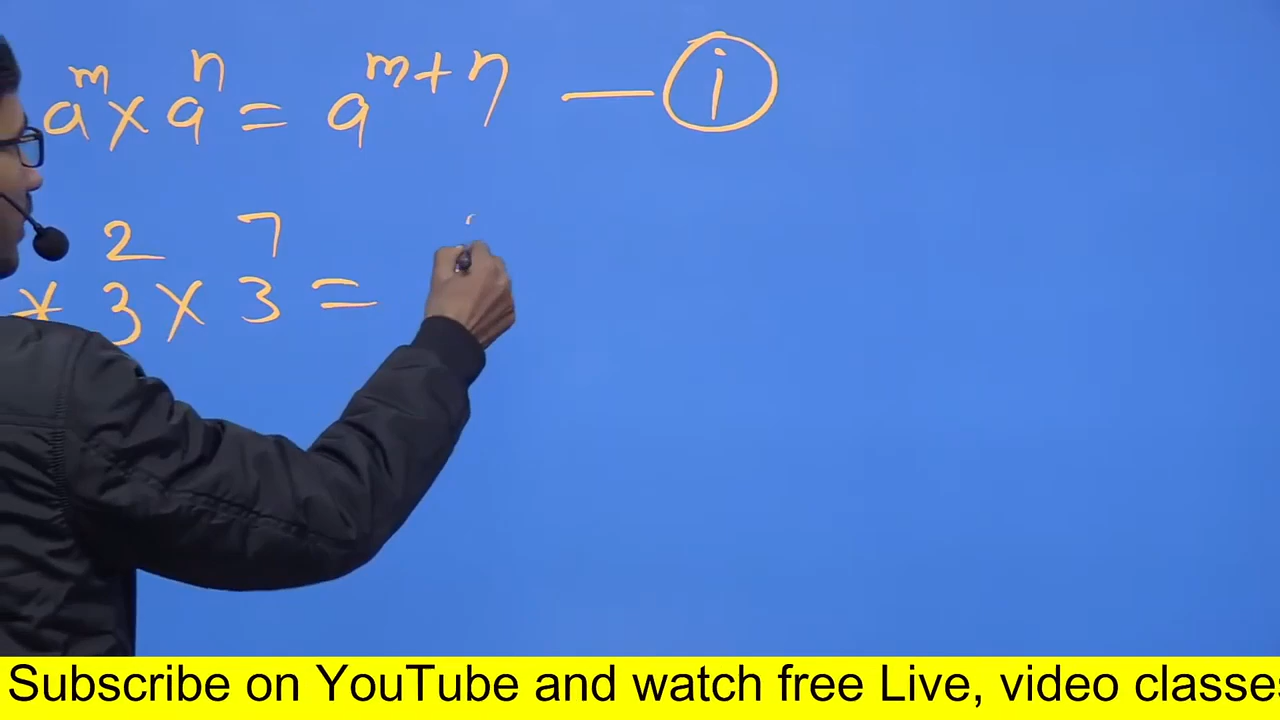 a^m × a^n = a^{m+n} — i
* 3^2 × 3^7 =
Subscribe on YouTube and watch free Live, video classes